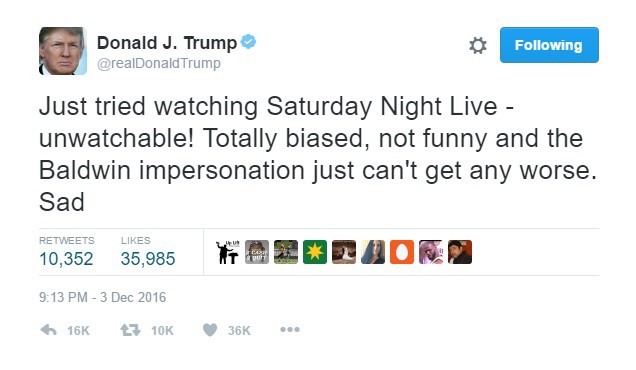 Donald J. Trump
Following
@realDonaldTrump
Just tried watching Saturday Night Live -
unwatchable! Totally biased, not funny and the
Baldwin impersonation just can't get any worse.
Sad
RETWEETS LIKES
10,352 35,985
9:13 PM - 3 Dec 2016
16K 10K 36K